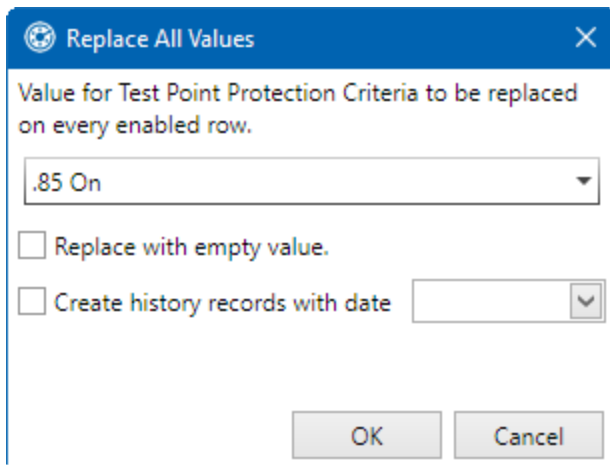 Replace All Values
Value for Test Point Protection Criteria to be replaced
on every enabled row.
.85 On
Replace with empty value.
Create history records with date
OK Cancel